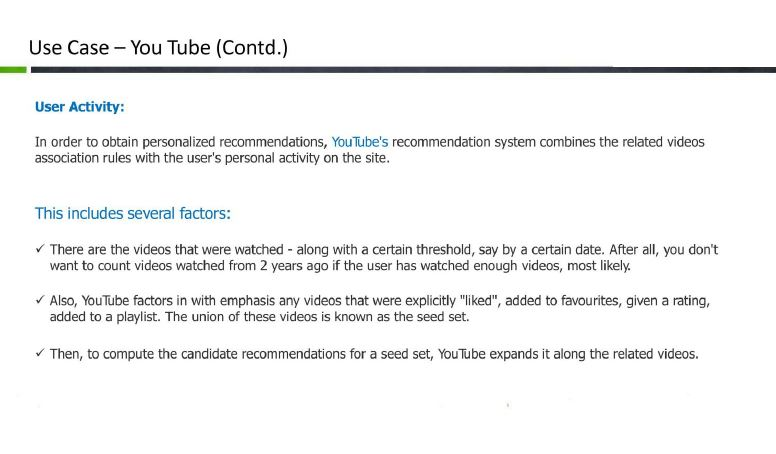 Use Case – You Tube (Contd.)
User Activity:
In order to obtain personalized recommendations, YouTube's recommendation system combines the related videos
association rules with the user's personal activity on the site.
This includes several factors:
✓ There are the videos that were watched - along with a certain threshold, say by a certain date. After all, you don't
want to count videos watched from 2 years ago if the user has watched enough videos, most likely.
✓ Also, YouTube factors in with emphasis any videos that were explicitly "liked", added to favourites, given a rating,
added to a playlist. The union of these videos is known as the seed set.
✓ Then, to compute the candidate recommendations for a seed set, YouTube expands it along the related videos.